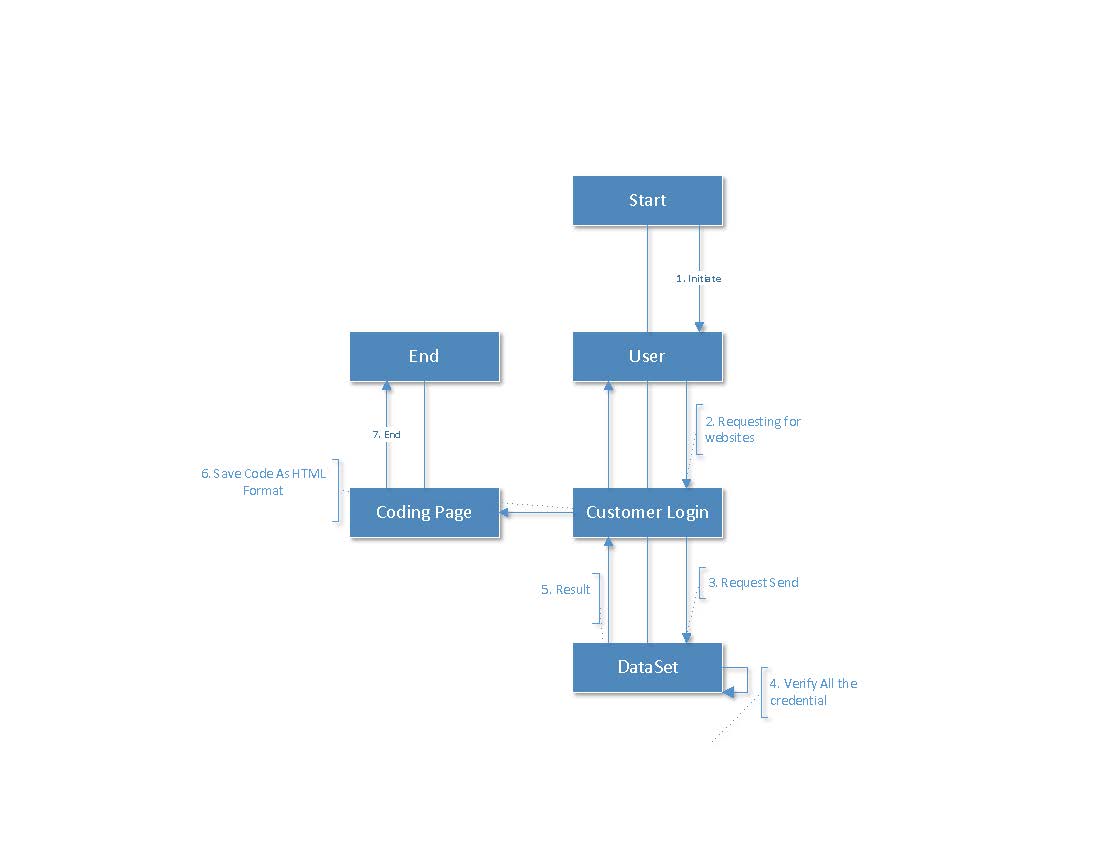 Start
1. Initiate
End
User
7. End
2. Requesting for
websites
6. Save Code As HTML
Format
Coding Page
Customer Login
5. Result
3. Request Send
DataSet
4. Verify All the
credential